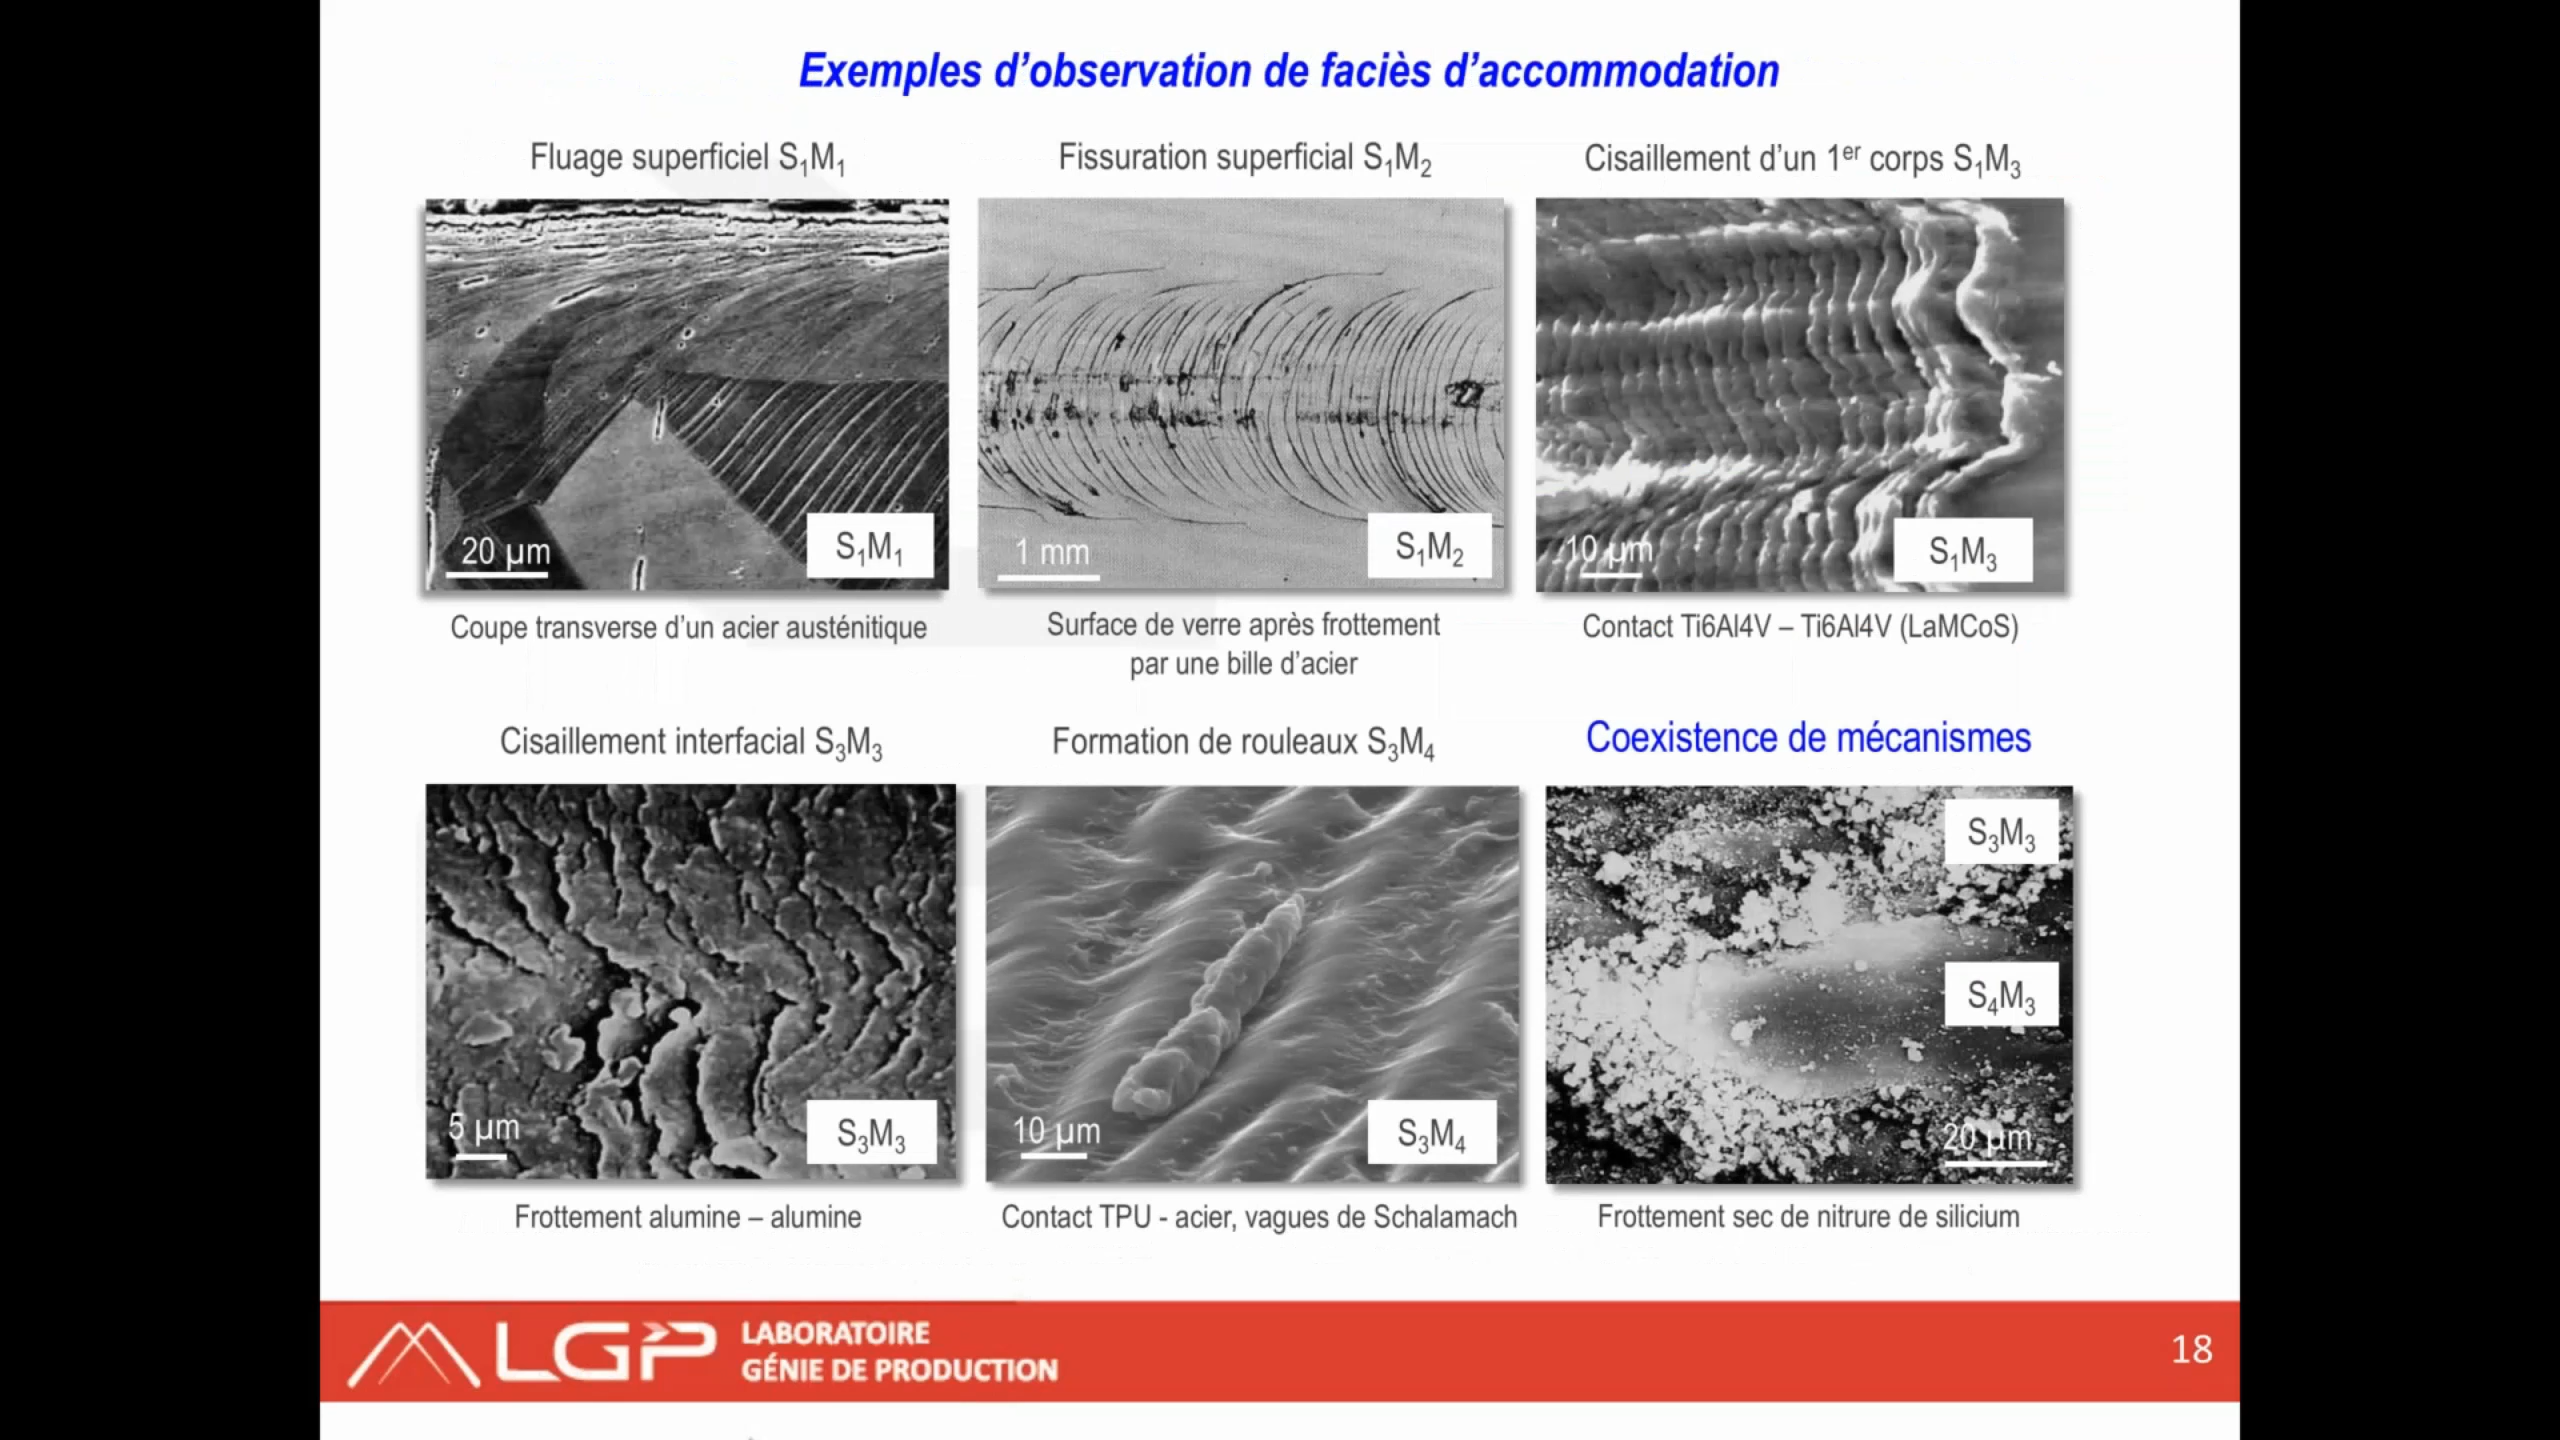 Exemples d’observation de faciès d’accommodation
Fluage superficiel S₁M₁
Fissuration superficial S₁M₂
Cisaillement d’un 1ᵉʳ corps S₁M₃
20 µm
S₁M₁
1 mm
S₁M₂
10 µm
S₁M₃
Coupe transverse d’un acier austénitique
Surface de verre après frottement
par une bille d’acier
Contact Ti6Al4V – Ti6Al4V (LaMCoS)
Cisaillement interfacial S₃M₃
Formation de rouleaux S₃M₄
Coexistence de mécanismes
5 µm
S₃M₃
10 µm
S₃M₄
S₃M₃
S₄M₃
20 µm
Frottement alumine – alumine
Contact TPU - acier, vagues de Schalamach
Frottement sec de nitrure de silicium
LGP
LABORATOIRE
GÉNIE DE PRODUCTION
18